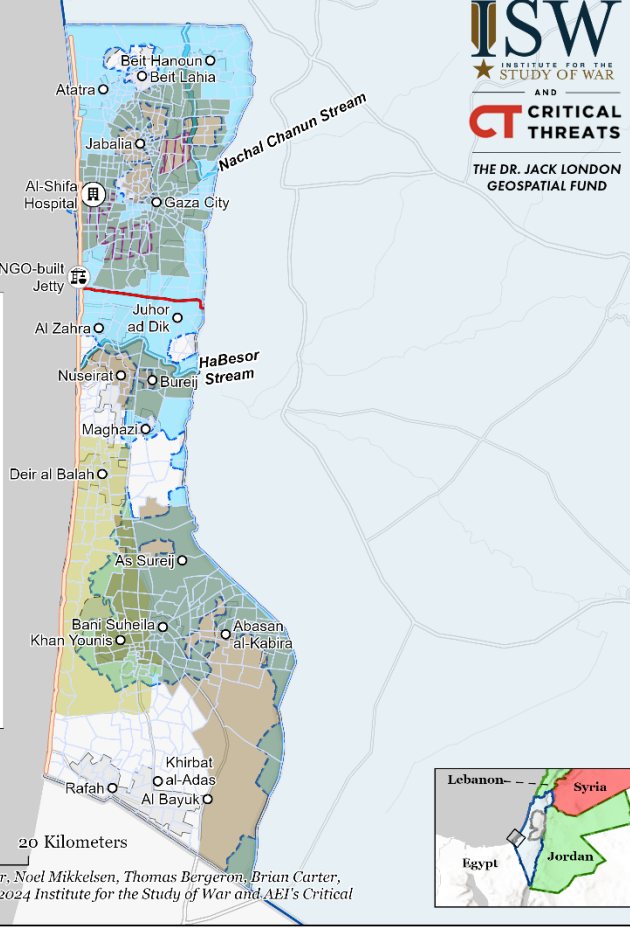 ISW
INSTITUTE FOR THE
STUDY OF WAR
AND
CT CRITICAL
THREATS
THE DR. JACK LONDON
GEOSPATIAL FUND
Beit Hanoun
Beit Lahia
Atatra
Nachal Chanun Stream
Jabalia
Al-Shifa
Hospital
Gaza City
NGO-built
Jetty
Juhor
ad Dik
Al Zahra
HaBesor
Stream
Nuseirat
Bureij
Maghazi
Deir al Balah
As Sureij
Bani Suheila
Abasan
al-Kabira
Khan Younis
Khirbat
al-Adas
Rafah
Al Bayuk
Lebanon
Syria
Egypt
Jordan
20 Kilometers
r, Noel Mikkelsen, Thomas Bergeron, Brian Carter,
2024 Institute for the Study of War and AEI's Critical